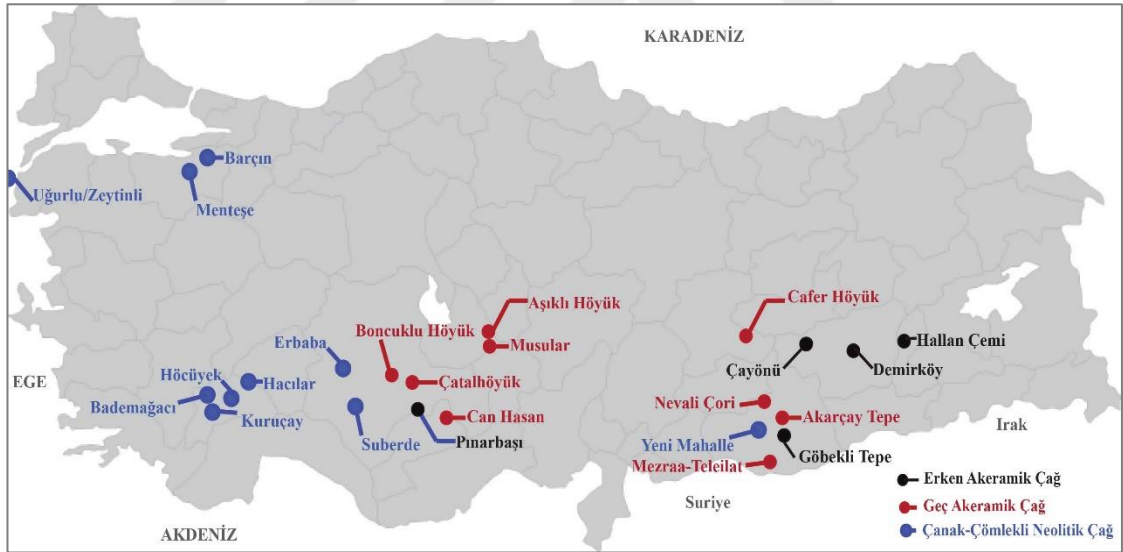 KARADENİZ
Barçın
Uğurlu/Zeytinli
Menteşe
Aşıklı Höyük
Cafer Höyük
Boncuklu Höyük
Musular
Hallan Çemi
Erbaba
Çayönü
Demirköy
EGE
Höcüyek
Hacılar
Çatalhöyük
Bademağacı
Nevali Çori
Kuruçay
Can Hasan
Akarçay Tepe
Irak
Suberde
Pınarbaşı
Yeni Mahalle
Göbekli Tepe
Mezraa-Teleilat
Erken Akeramik Çağ
Suriye
Geç Akeramik Çağ
AKDENİZ
Çanak-Çömlekli Neolitik Çağ